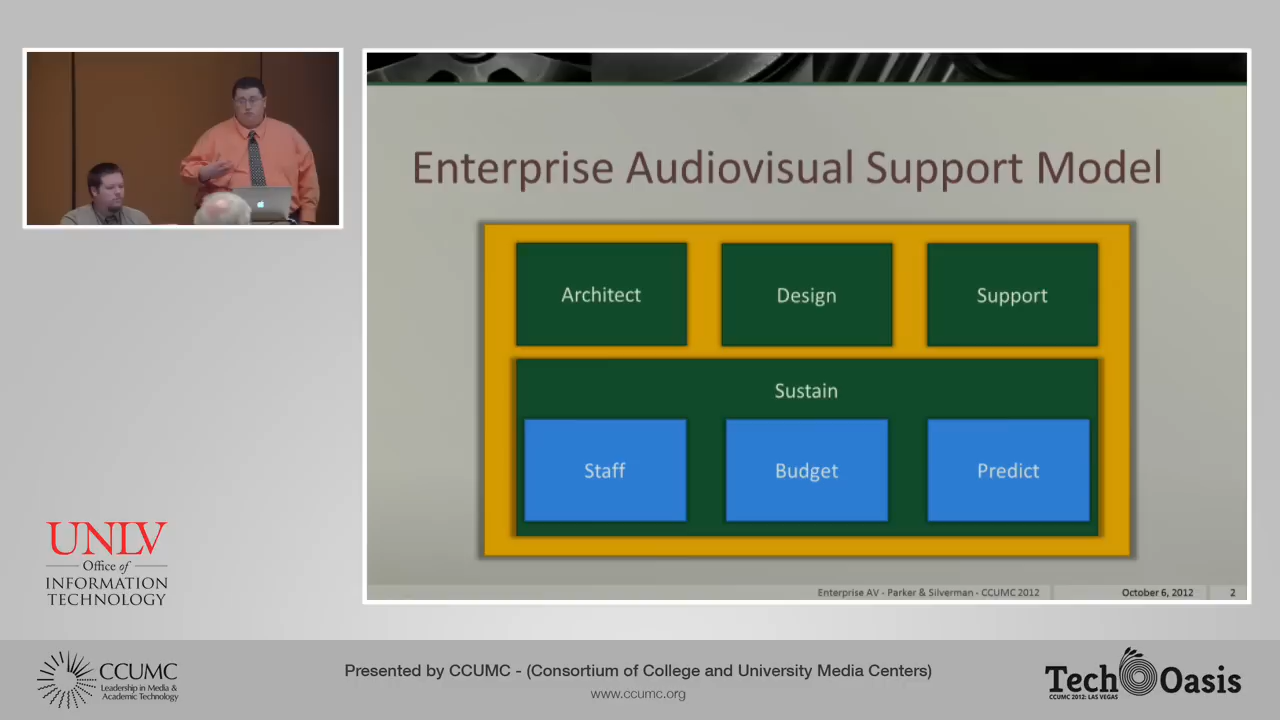 Enterprise Audiovisual Support Model
Architect
Design
Support
Sustain
Staff
Budget
Predict
Enterprise AV - Parker & Silverman - CCUMC 2012
October 6, 2012
2
UNLV
Office of
INFORMATION
TECHNOLOGY
CCUMC
Leadership in Media &
Academic Technology
Presented by CCUMC - (Consortium of College and University Media Centers)
www.ccumc.org
Tech Oasis
CCUMC 2012: LAS VEGAS